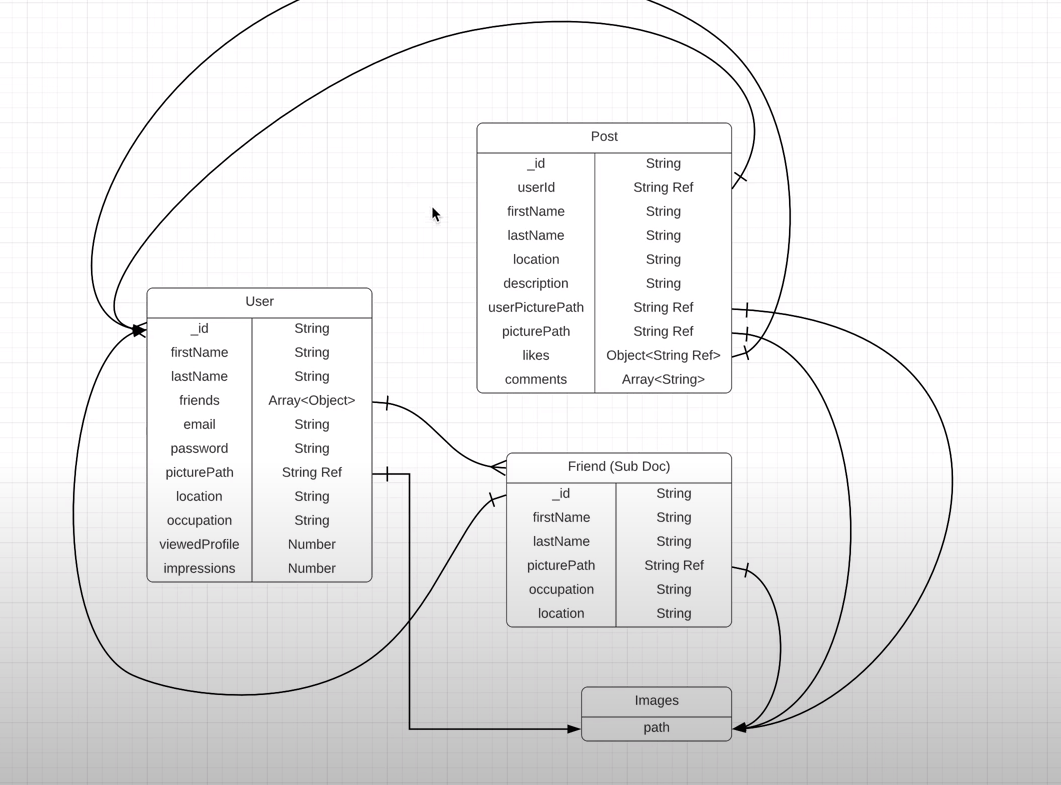 Post
_id String
userId String Ref
firstName String
lastName String
location String
description String
userPicturePath String Ref
picturePath String Ref
likes Object<String Ref>
comments Array<String>
User
_id String
firstName String
lastName String
friends Array<Object>
email String
password String
picturePath String Ref
location String
occupation String
viewedProfile Number
impressions Number
Friend (Sub Doc)
_id String
firstName String
lastName String
picturePath String Ref
occupation String
location String
Images
path